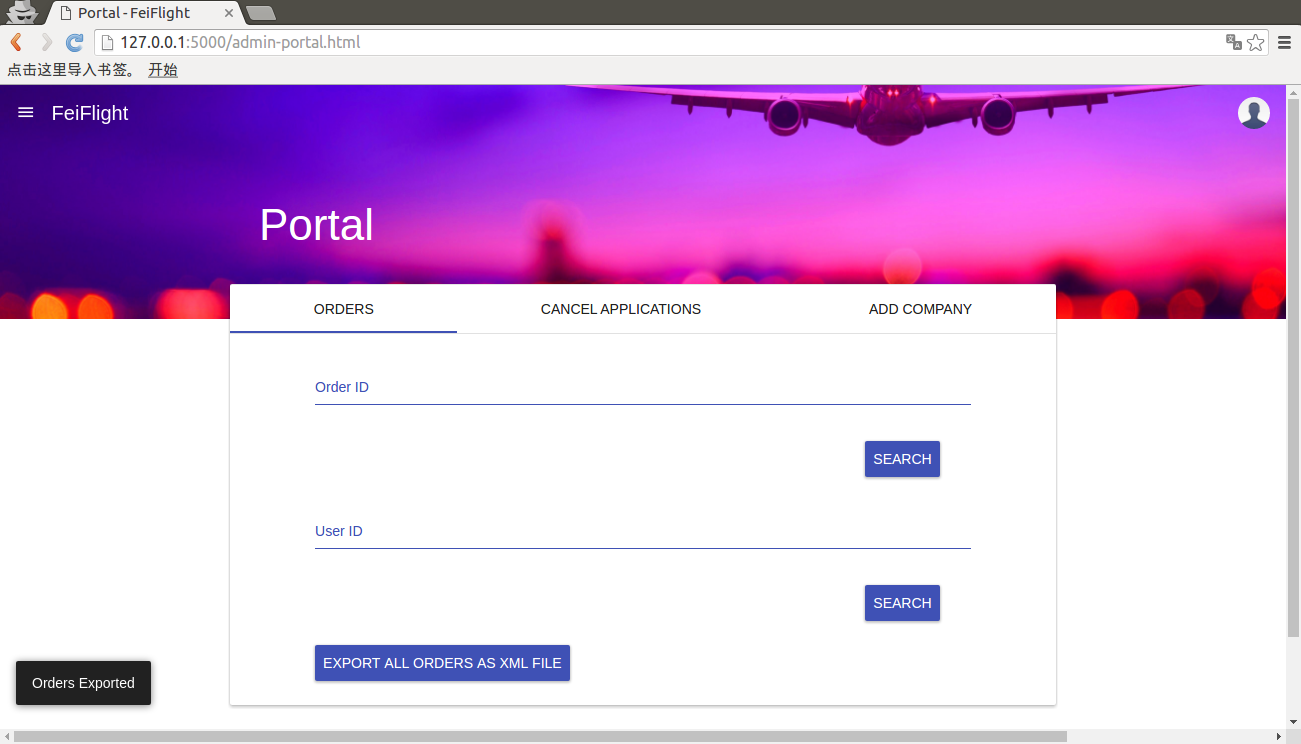 Portal - FeiFlight
127.0.0.1:5000/admin-portal.html
点击这里导入书签。 开始
FeiFlight
Portal
ORDERS CANCEL APPLICATIONS ADD COMPANY
Order ID
SEARCH
User ID
SEARCH
EXPORT ALL ORDERS AS XML FILE
Orders Exported